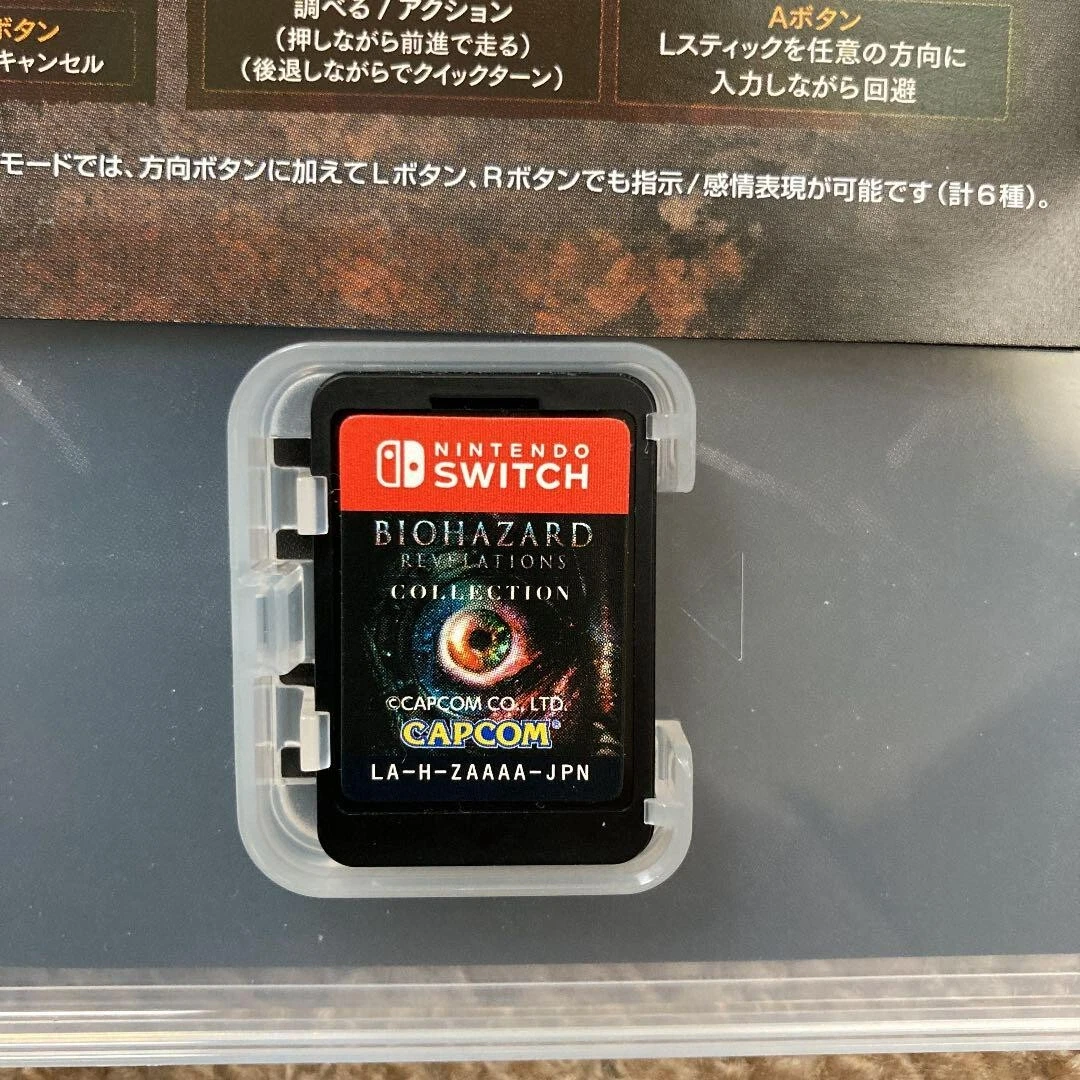 ボタン
キャンセル
調べる/アクション
(押しながら前進で走る)
(後退しながらでクイックターン)
Aボタン
Lスティックを任意の方向に
入力しながら回避
モードでは、方向ボタンに加えてLボタン、Rボタンでも指示/感情表現が可能です(計6種)。
NINTENDO
SWITCH
BIOHAZARD
REVELATIONS
COLLECTION
©CAPCOM CO., LTD.
CAPCOM®
LA-H-ZAAAA-JPN